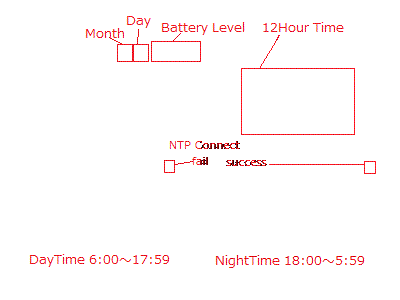 Day
Month
Battery Level
12Hour Time
NTP Connect
fail success
DayTime 6:00～17:59
NightTime 18:00～5:59